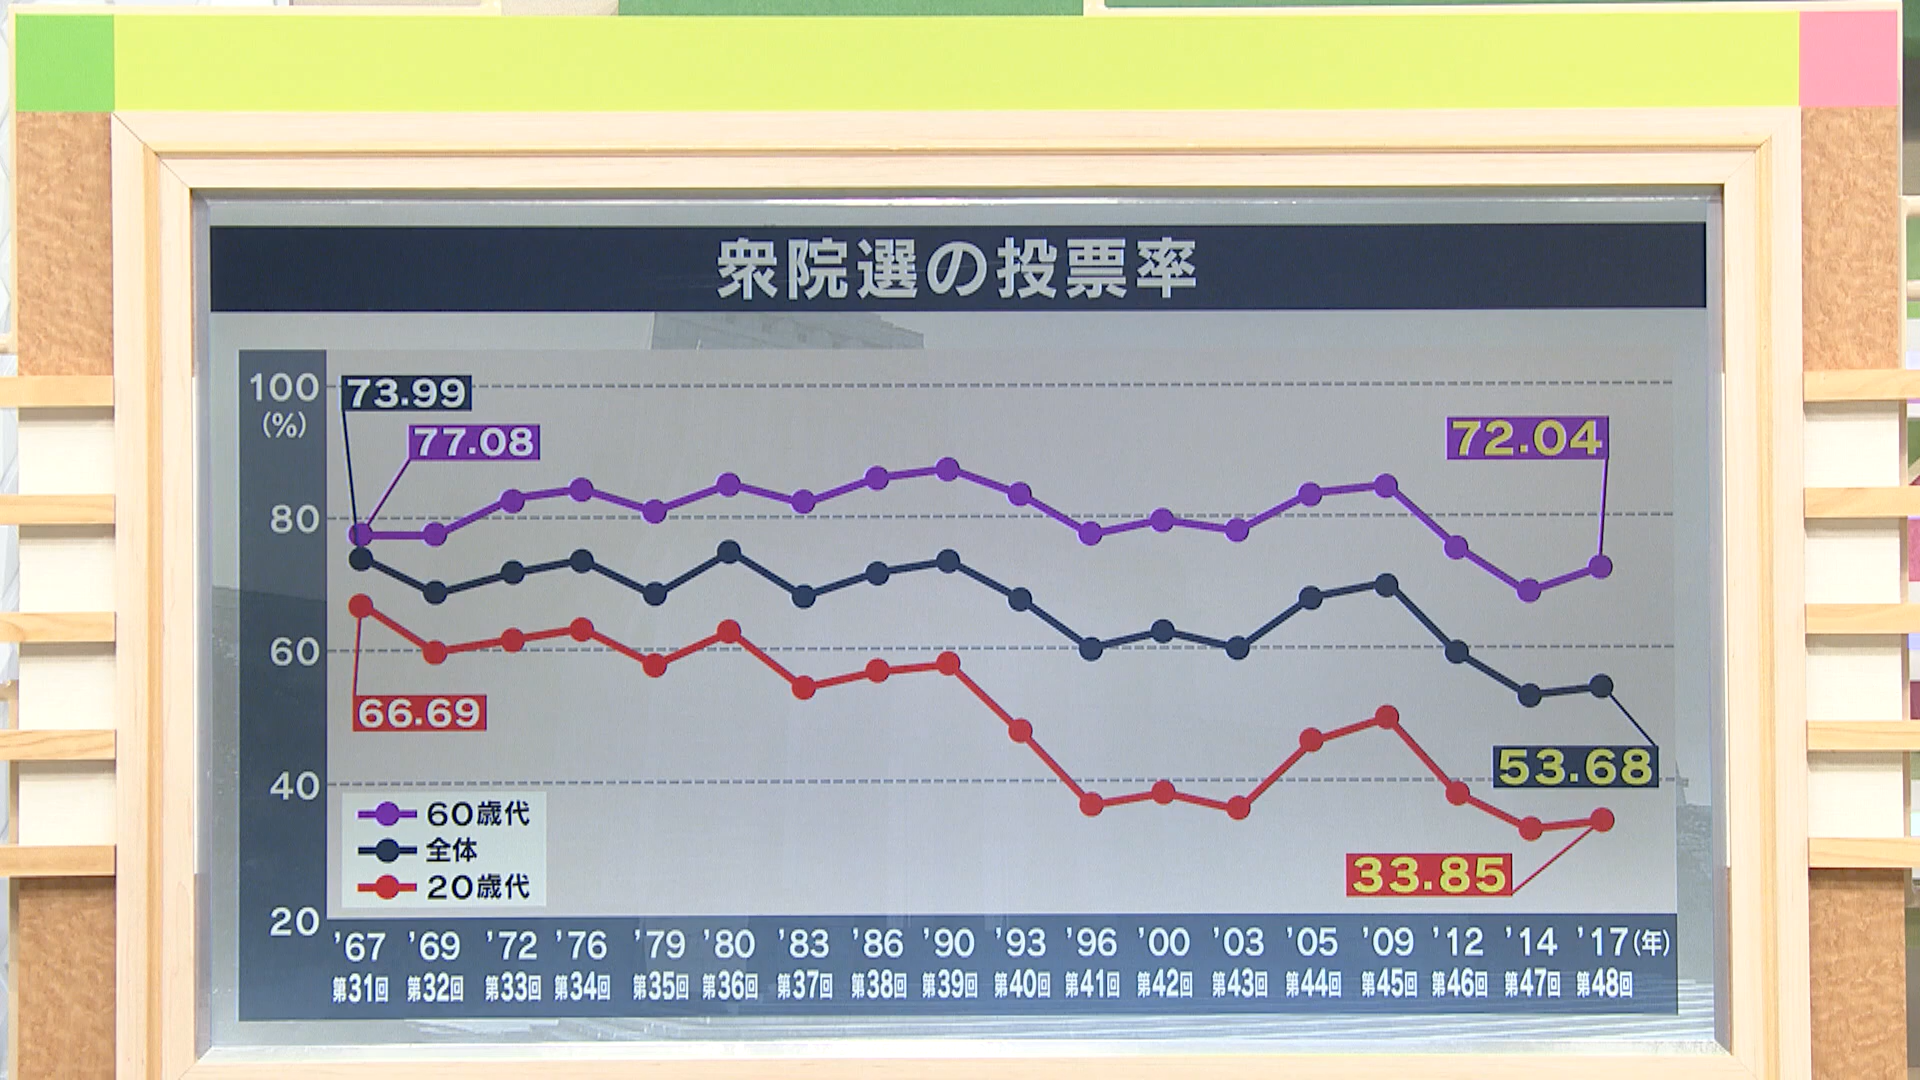 衆院選の投票率
100
(%)
80
60
40
20
73.99
77.08
66.69
72.04
53.68
33.85
60歳代
全体
20歳代
'67 '69 '72 '76 '79 '80 '83 '86 '90 '93 '96 '00 '03 '05 '09 '12 '14 '17(年)
第31回 第32回 第33回 第34回 第35回 第36回 第37回 第38回 第39回 第40回 第41回 第42回 第43回 第44回 第45回 第46回 第47回 第48回